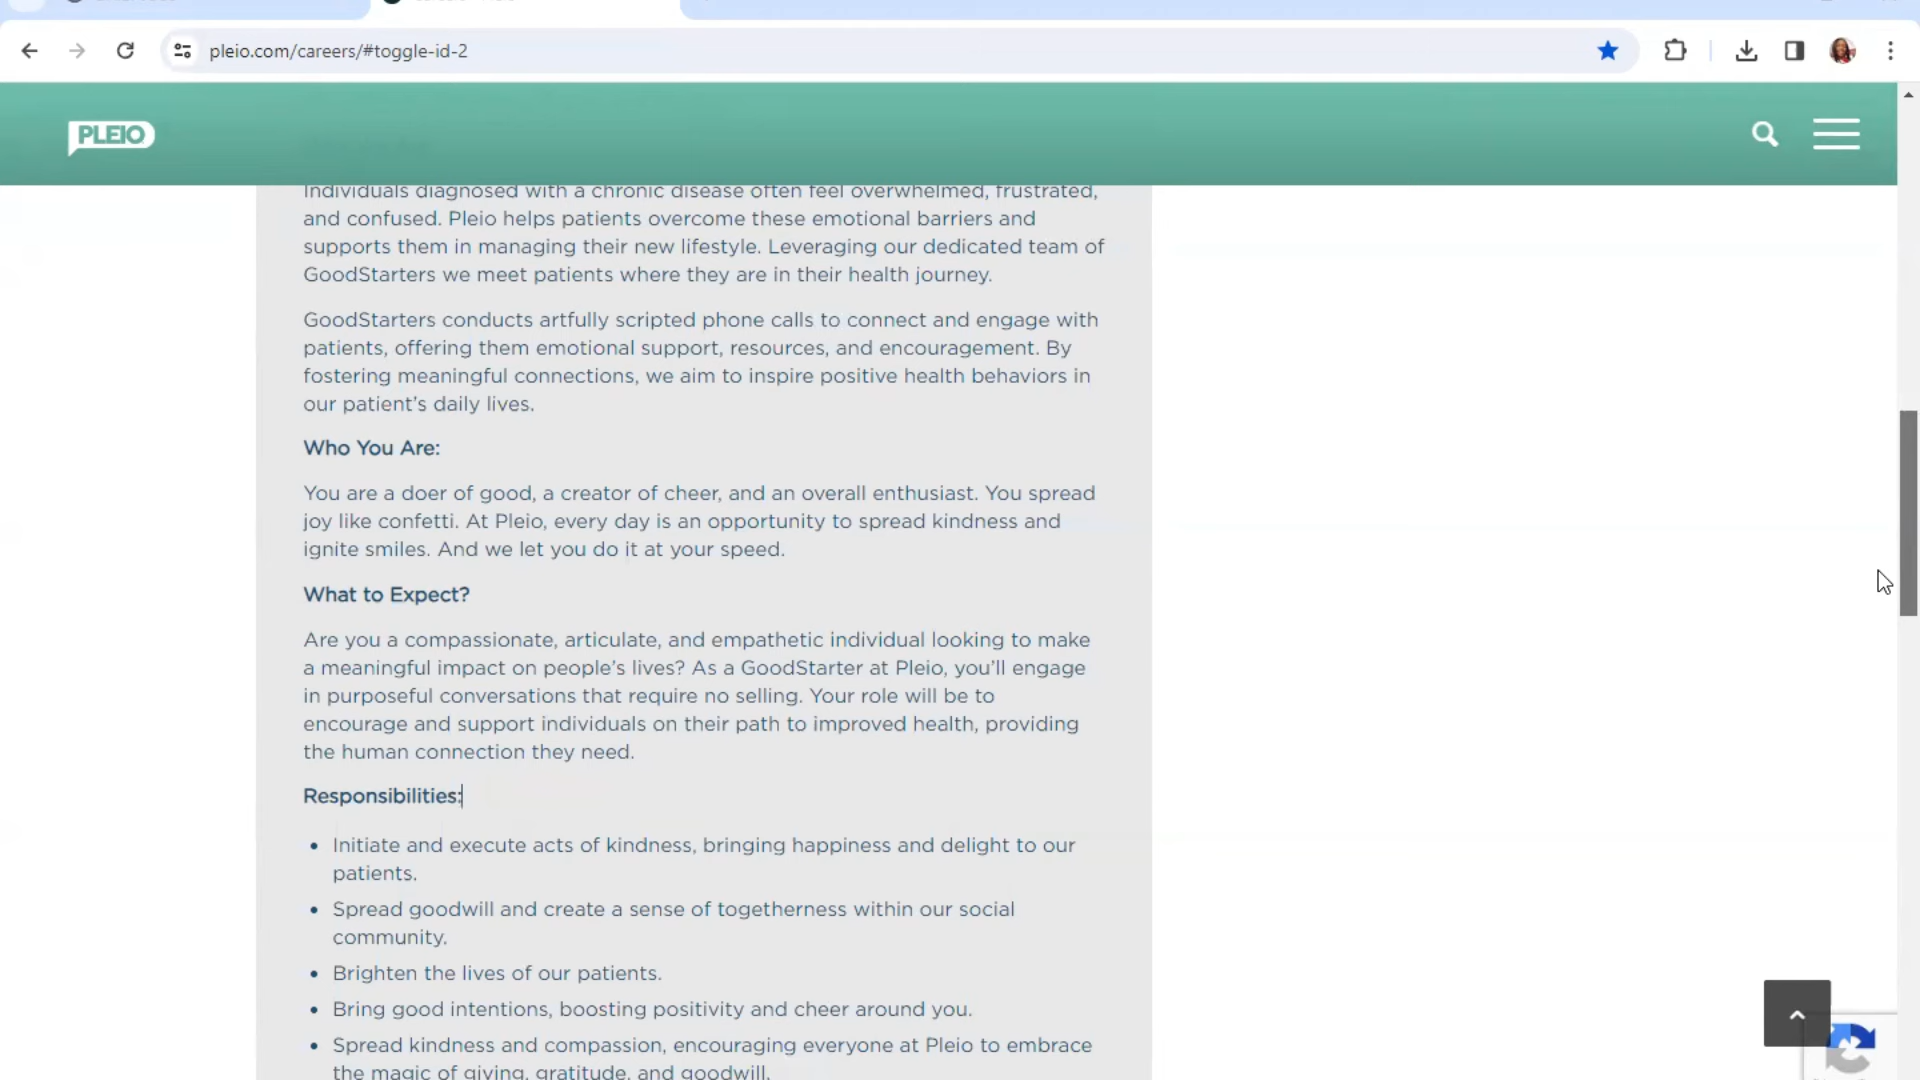 pleio.com/careers/#toggle-id-2
PLEIO
Individuals diagnosed with a chronic disease often feel overwhelmed, frustrated,
and confused. Pleio helps patients overcome these emotional barriers and
supports them in managing their new lifestyle. Leveraging our dedicated team of
GoodStarters we meet patients where they are in their health journey.
GoodStarters conducts artfully scripted phone calls to connect and engage with
patients, offering them emotional support, resources, and encouragement. By
fostering meaningful connections, we aim to inspire positive health behaviors in
our patient’s daily lives.
Who You Are:
You are a doer of good, a creator of cheer, and an overall enthusiast. You spread
joy like confetti. At Pleio, every day is an opportunity to spread kindness and
ignite smiles. And we let you do it at your speed.
What to Expect?
Are you a compassionate, articulate, and empathetic individual looking to make
a meaningful impact on people’s lives? As a GoodStarter at Pleio, you’ll engage
in purposeful conversations that require no selling. Your role will be to
encourage and support individuals on their path to improved health, providing
the human connection they need.
Responsibilities:
• Initiate and execute acts of kindness, bringing happiness and delight to our
patients.
• Spread goodwill and create a sense of togetherness within our social
community.
• Brighten the lives of our patients.
• Bring good intentions, boosting positivity and cheer around you.
• Spread kindness and compassion, encouraging everyone at Pleio to embrace
the magic of giving, gratitude, and goodwill.